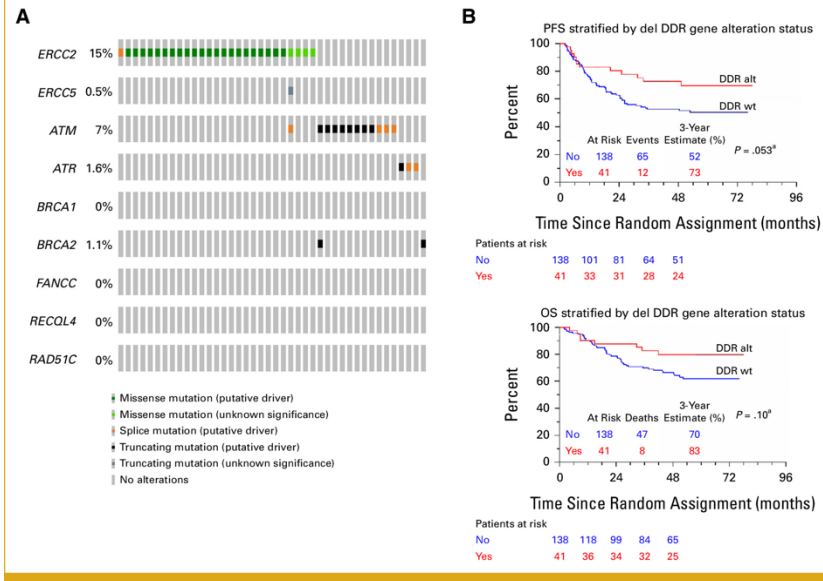 A
ERCC2 15%
ERCC5 0.5%
ATM 7%
ATR 1.6%
BRCA1 0%
BRCA2 1.1%
FANCC 0%
RECQL4 0%
RAD51C 0%
Missense mutation (putative driver)
Missense mutation (unknown significance)
Splice mutation (putative driver)
Truncating mutation (putative driver)
Truncating mutation (unknown significance)
No alterations
B
PFS stratified by del DDR gene alteration status
100
80
60
40
20
0
Percent
DDR alt
DDR wt
3-Year
At Risk Events Estimate (%)
No 138 65 52
Yes 41 12 73
P = .053a
0 24 48 72 96
Time Since Random Assignment (months)
Patients at risk
No 138 101 81 64 51
Yes 41 33 31 28 24
OS stratified by del DDR gene alteration status
100
80
60
40
20
0
Percent
DDR alt
DDR wt
3-Year
At Risk Deaths Estimate (%)
No 138 47 70
Yes 41 8 83
P = .10a
0 24 48 72 96
Time Since Random Assignment (months)
Patients at risk
No 138 118 99 84 65
Yes 41 36 34 32 25